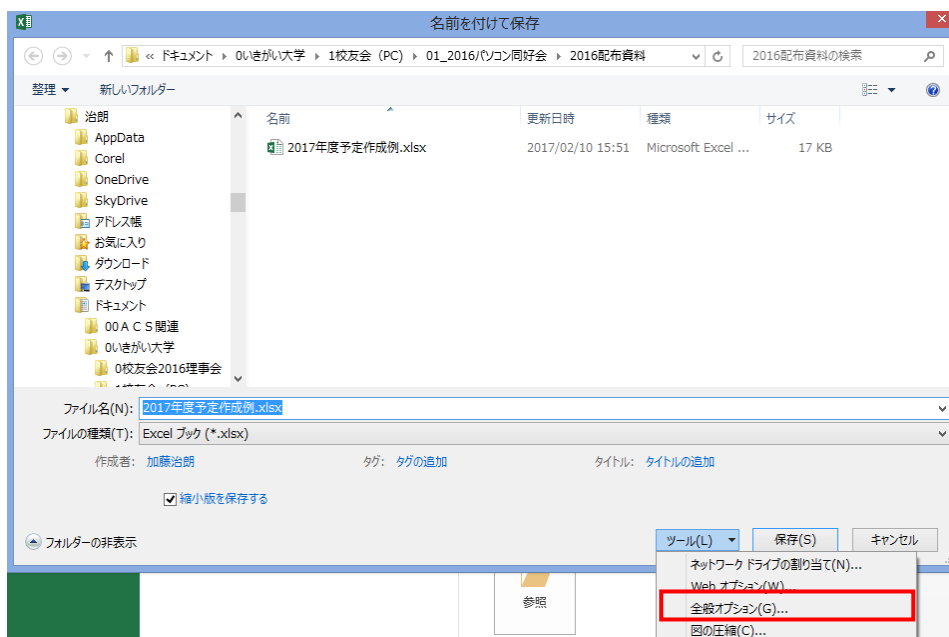 名前を付けて保存
« ドキュメント › 0いきがい大学 › 1校友会 (PC) › 01_2016パソコン同好会 › 2016配布資料
2016配布資料の検索
整理 新しいフォルダー
治朗
AppData
Corel
OneDrive
SkyDrive
アドレス帳
お気に入り
ダウンロード
デスクトップ
ドキュメント
00ACS関連
0いきがい大学
0校友会2016理事会
1校友会 (PC)
名前 更新日時 種類 サイズ
2017年度予定作成例.xlsx 2017/02/10 15:51 Microsoft Excel ... 17 KB
ファイル名(N): 2017年度予定作成例.xlsx
ファイルの種類(T): Excel ブック (*.xlsx)
作成者: 加藤治朗 タグ: タグの追加 タイトル: タイトルの追加
縮小版を保存する
フォルダーの非表示
ツール(L) 保存(S) キャンセル
ネットワーク ドライブの割り当て(N)...
Web オプション(W)...
全般オプション(G)...
図の圧縮(C)...
参照